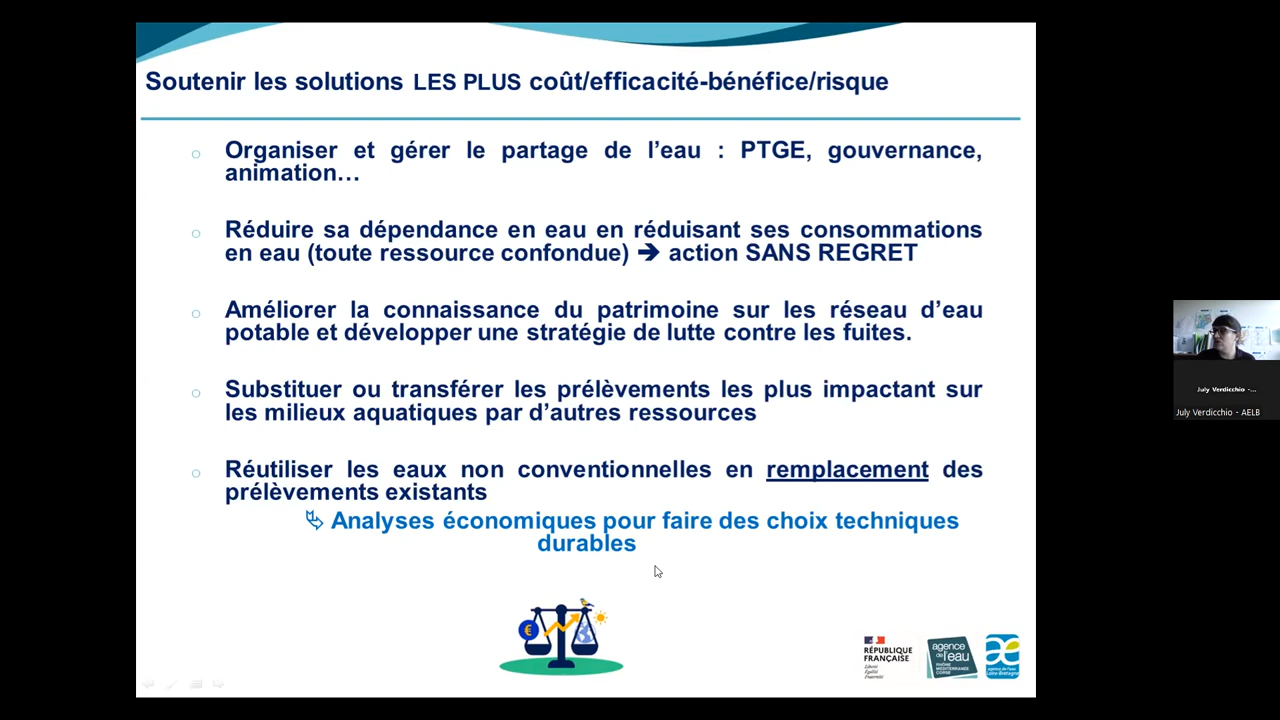 Soutenir les solutions LES PLUS coût/efficacité-bénéfice/risque
Organiser et gérer le partage de l'eau : PTGE, gouvernance,
animation…
Réduire sa dépendance en eau en réduisant ses consommations
en eau (toute ressource confondue) ➔ action SANS REGRET
Améliorer la connaissance du patrimoine sur les réseau d'eau
potable et développer une stratégie de lutte contre les fuites.
Substituer ou transférer les prélèvements les plus impactant sur
les milieux aquatiques par d'autres ressources
Réutiliser les eaux non conventionnelles en remplacement des
prélèvements existants
Analyses économiques pour faire des choix techniques
durables
€
RÉPUBLIQUE
FRANÇAISE
Liberté
Égalité
Fraternité
agence
de l'eau
RHÔNE
MÉDITERRANÉE
CORSE
agence de l'eau
Loire-Bretagne
July Verdicchio -...
July Verdicchio - AELB